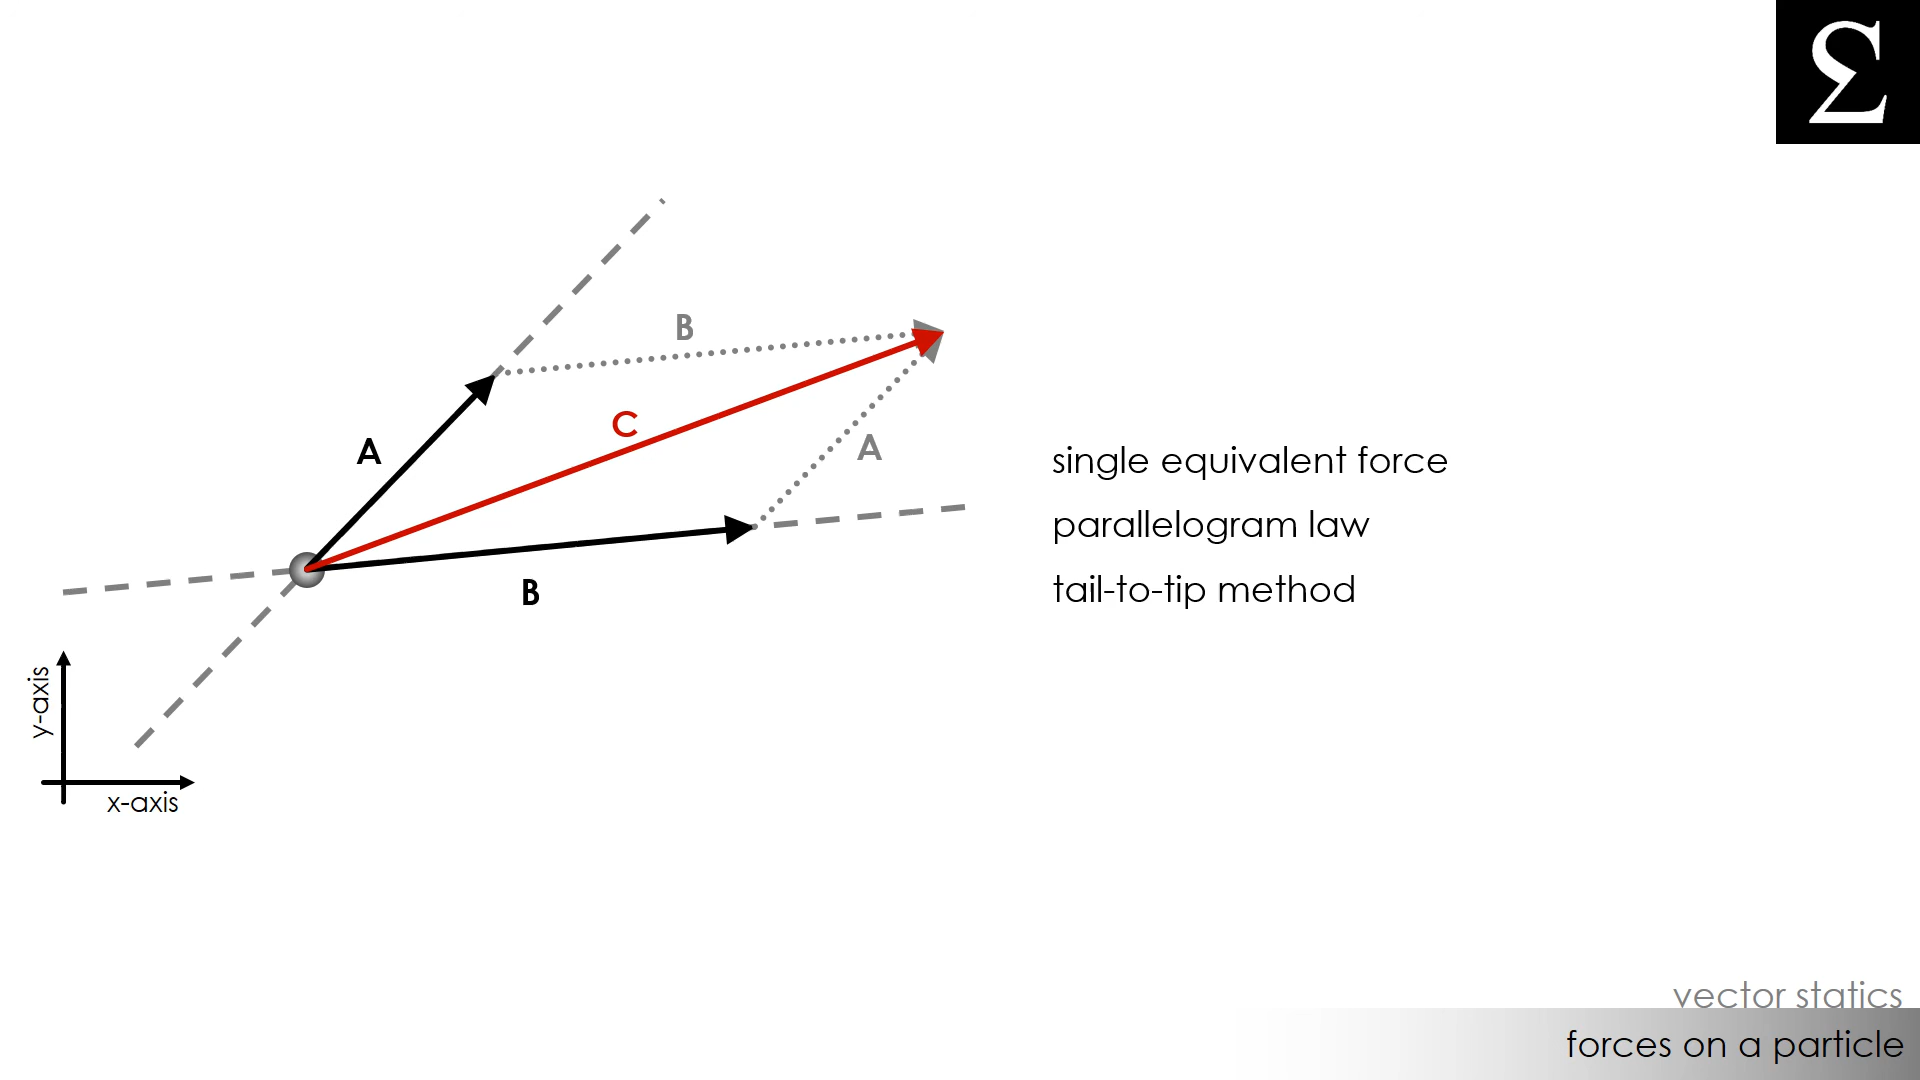 B
C
A
A
B
single equivalent force
parallelogram law
tail-to-tip method
y-axis
x-axis
Σ
vector statics
forces on a particle